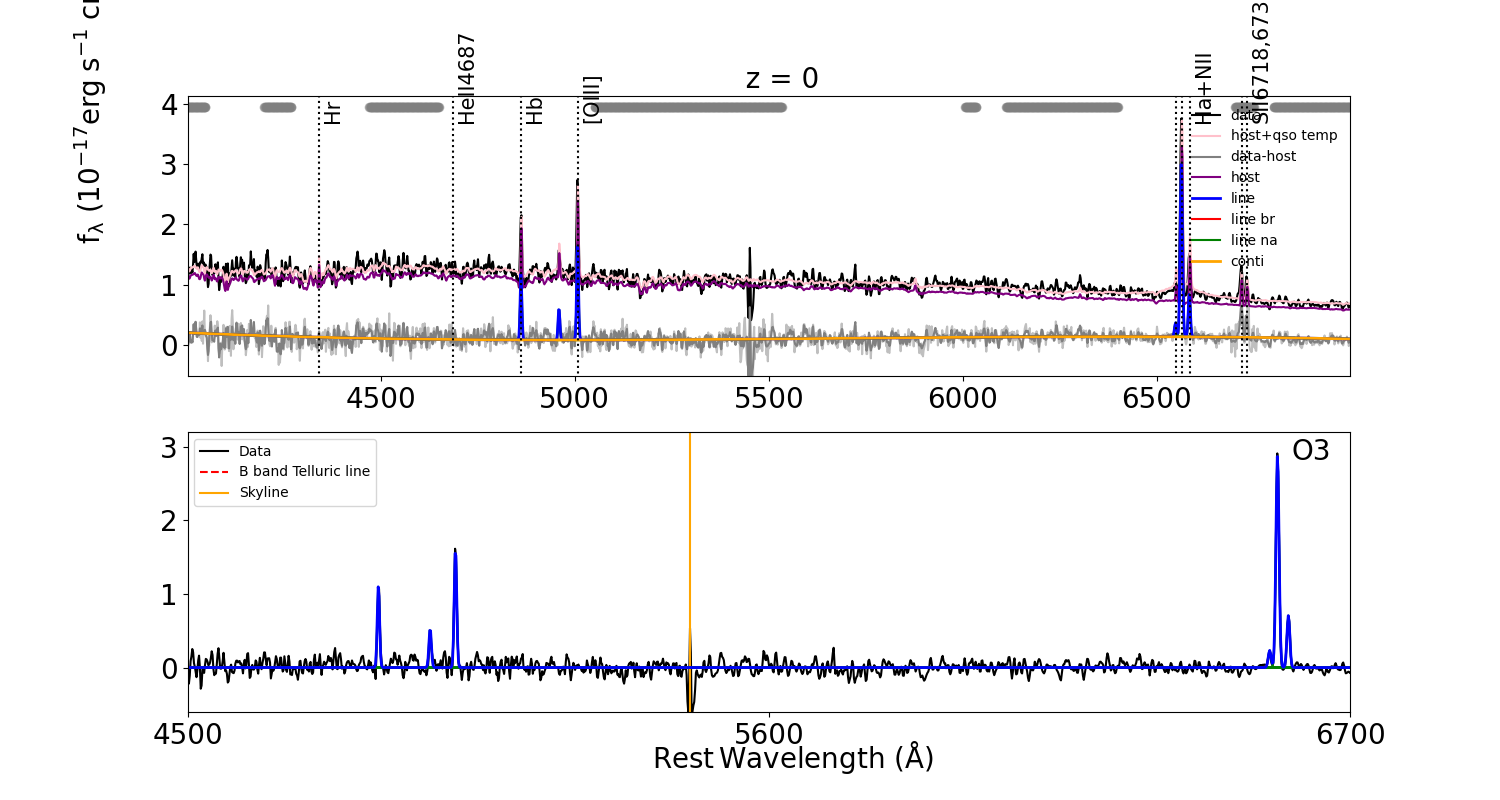 z = 0
f_λ (10^−17 erg s^−1 c
Hr
HeII4687
Hb
[OIII]
Ha+NII
SII6718,673
data
host+qso temp
data-host
host
line
line br
line na
conti
4
3
2
1
0
4500 5000 5500 6000 6500
Data
B band Telluric line
Skyline
O3
3
2
1
0
4500 5600 6700
Rest Wavelength (Å)